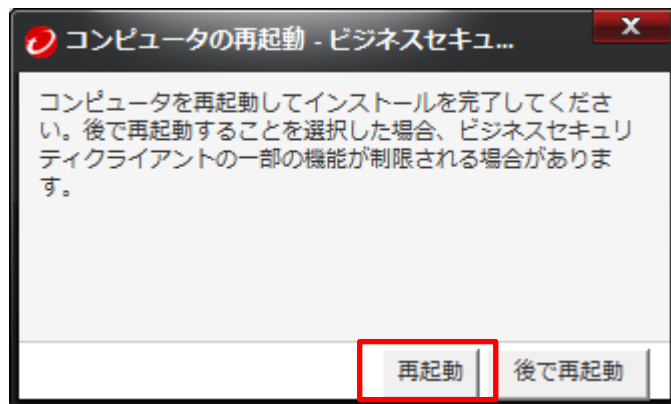 コンピュータの再起動 - ビジネスセキュ...
コンピュータを再起動してインストールを完了してくださ
い。後で再起動することを選択した場合、ビジネスセキュリ
ティクライアントの一部の機能が制限される場合がありま
す。
再起動 後で再起動